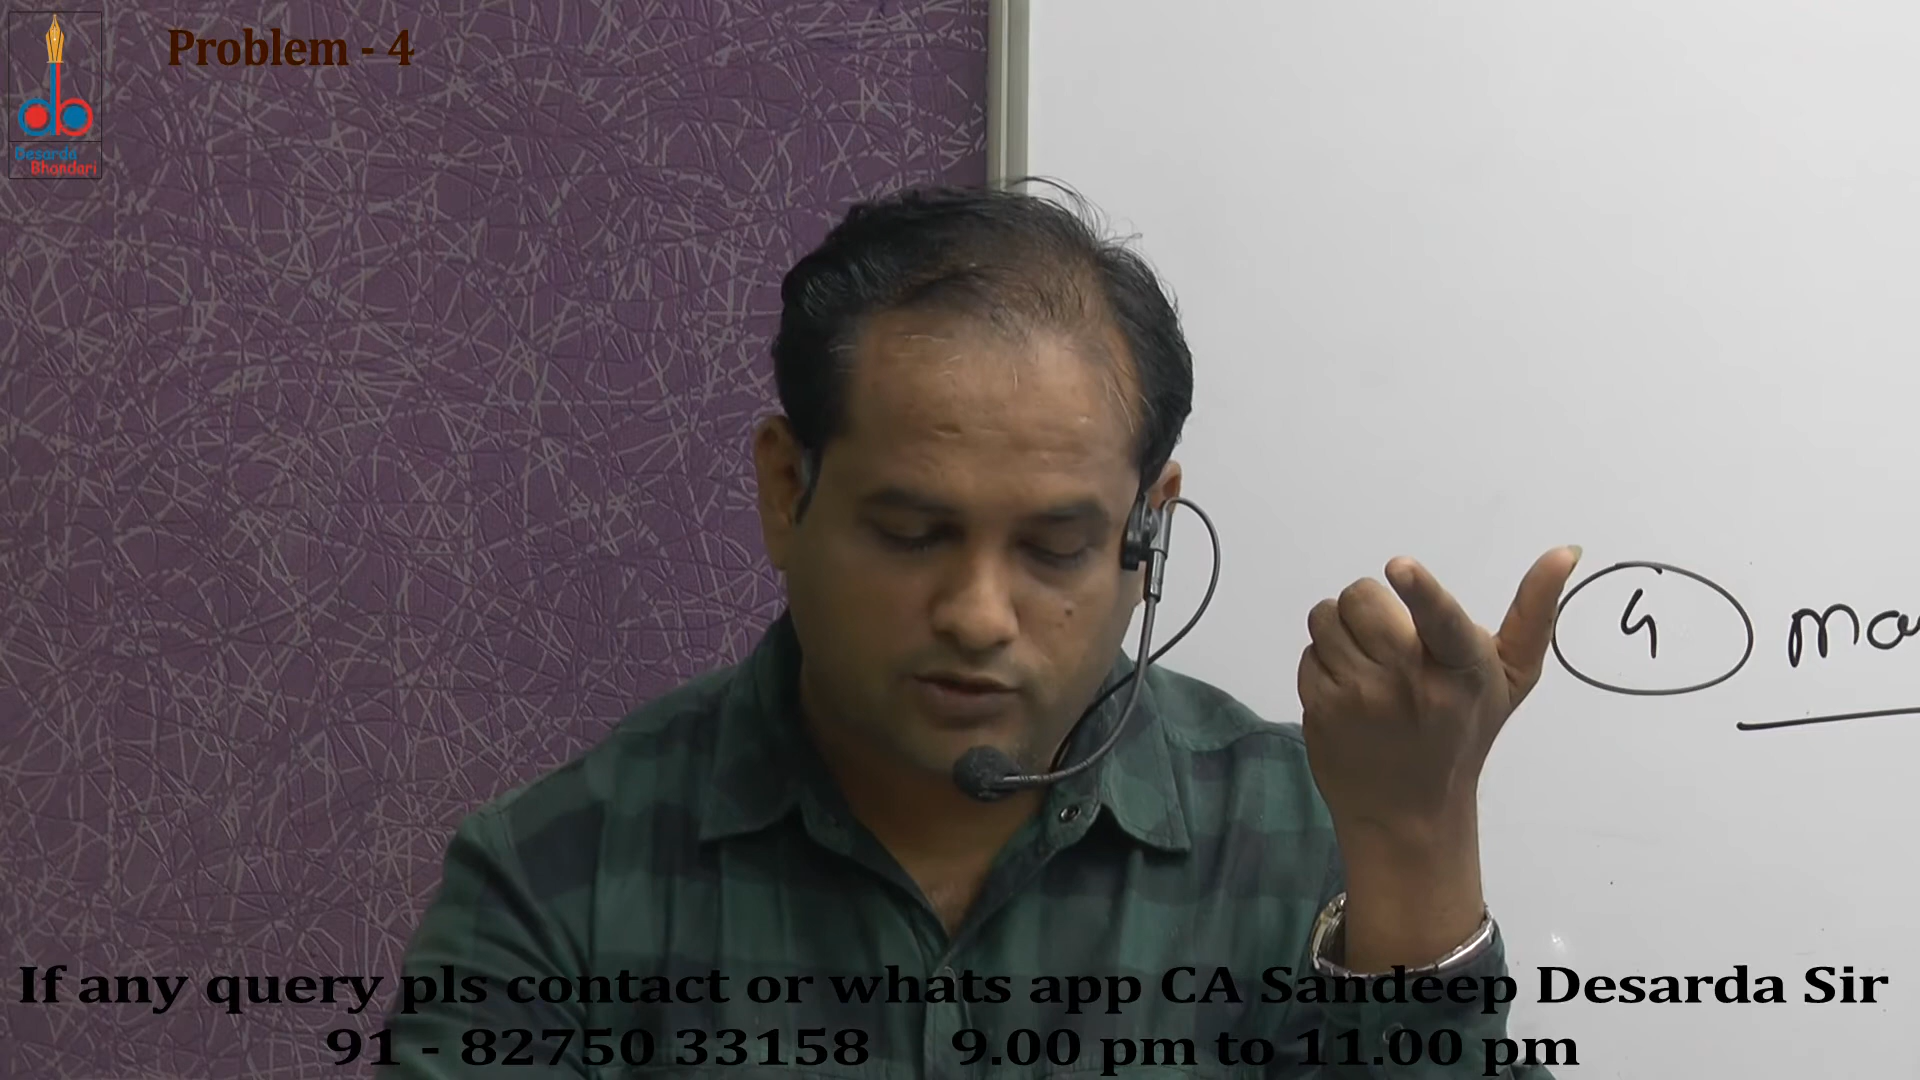 Problem - 4
Desarda
Bhandari
4
If any query pls contact or whats app CA Sandeep Desarda Sir
91 - 82750 33158 9.00 pm to 11.00 pm